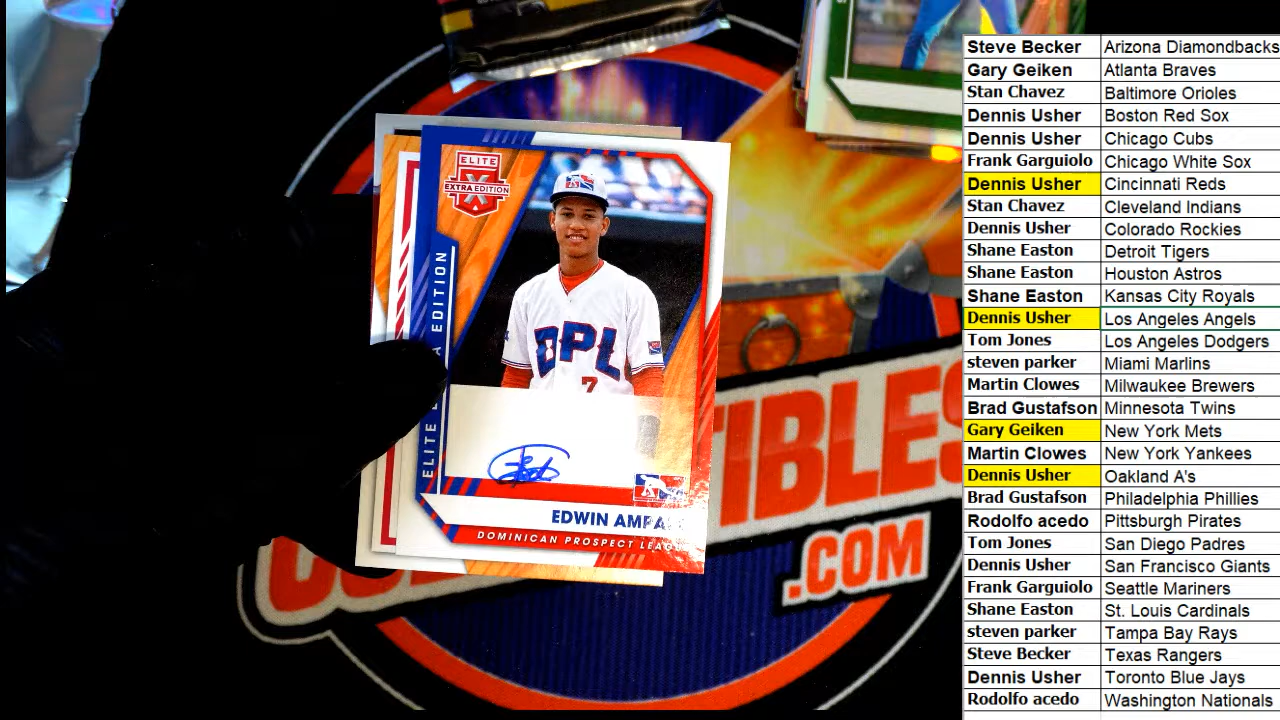 ELITE
EXTRA EDITION
DPL
7
EDWIN
DOMINICAN PROSPECT
TIBLES
.COM
Steve Becker Arizona Diamondbacks
Gary Geiken Atlanta Braves
Stan Chavez Baltimore Orioles
Dennis Usher Boston Red Sox
Dennis Usher Chicago Cubs
Frank Garguiolo Chicago White Sox
Dennis Usher Cincinnati Reds
Stan Chavez Cleveland Indians
Dennis Usher Colorado Rockies
Shane Easton Detroit Tigers
Shane Easton Houston Astros
Shane Easton Kansas City Royals
Dennis Usher Los Angeles Angels
Tom Jones Los Angeles Dodgers
steven parker Miami Marlins
Martin Clowes Milwaukee Brewers
Brad Gustafson Minnesota Twins
Gary Geiken New York Mets
Martin Clowes New York Yankees
Dennis Usher Oakland A's
Brad Gustafson Philadelphia Phillies
Rodolfo acedo Pittsburgh Pirates
Tom Jones San Diego Padres
Dennis Usher San Francisco Giants
Frank Garguiolo Seattle Mariners
Shane Easton St. Louis Cardinals
steven parker Tampa Bay Rays
Steve Becker Texas Rangers
Dennis Usher Toronto Blue Jays
Rodolfo acedo Washington Nationals